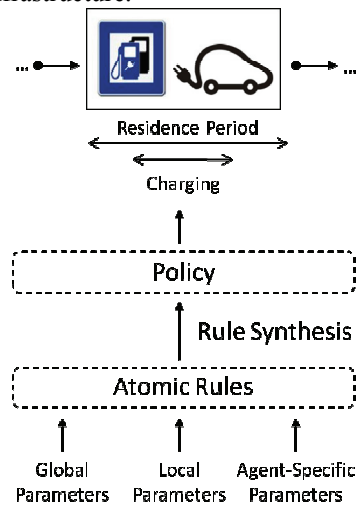 ... ...
Residence Period
Charging
Policy
Rule Synthesis
Atomic Rules
Global Local Agent-Specific
Parameters Parameters Parameters